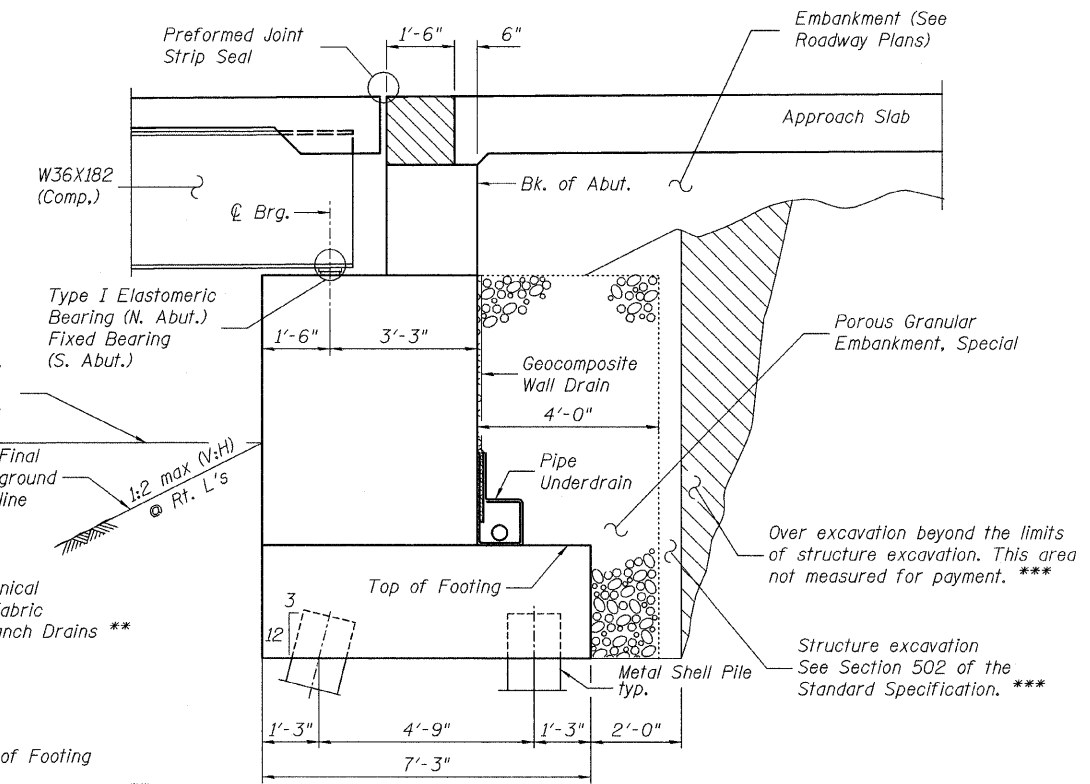 Preformed Joint
Strip Seal
1'-6"
6"
Embankment (See
Roadway Plans)
Approach Slab
W36X182
(Comp.)
Bk. of Abut.
℄ Brg.
Type I Elastomeric
Bearing (N. Abut.)
Fixed Bearing
(S. Abut.)
1'-6"
3'-3"
Geocomposite
Wall Drain
4'-0"
Porous Granular
Embankment, Special
Final
ground
line
1:2 max (V:H)
@ Rt. L's
Pipe
Underdrain
Over excavation beyond the limits
of structure excavation. This area
not measured for payment. ***
Top of Footing
nical
abric
nch Drains **
3
12
Metal Shell Pile
typ.
Structure excavation
See Section 502 of the
Standard Specification. ***
1'-3"
4'-9"
1'-3"
2'-0"
7'-3"
of Footing